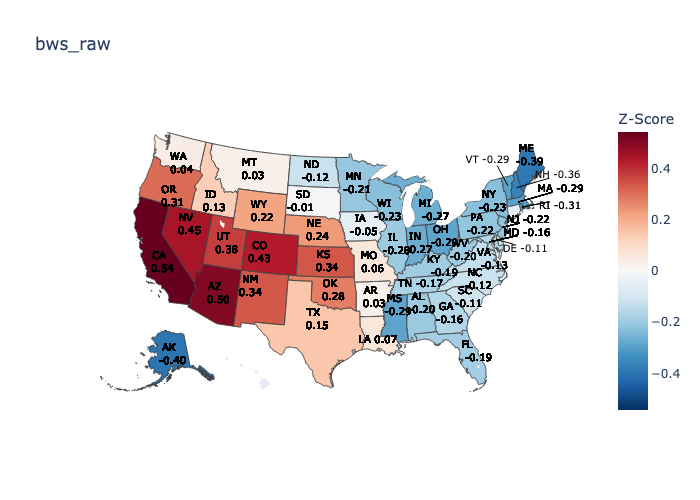 bws_raw
Z-Score
0.4
0.2
0
−0.2
−0.4
WA
0.04
OR
0.31
CA
0.54
NV
0.45
ID
0.13
UT
0.38
AZ
0.50
MT
0.03
WY
0.22
CO
0.43
NM
0.34
ND
-0.12
SD
-0.01
NE
0.24
KS
0.34
OK
0.28
TX
0.15
MN
-0.21
IA
-0.05
MO
0.06
AR
0.03
LA 0.07
WI
-0.23
IL
MI
-0.27
IN
-0.27
OH
KY
-0.19
TN -0.17
MS
-0.29
AL
-0.20
GA
-0.16
FL
-0.19
SC
-0.11
NC
-0.12
VA
-0.13
WV
-0.20
PA
-0.22
NY
-0.23
VT -0.29
ME
-0.39
NH -0.36
MA -0.29
RI -0.31
NJ -0.22
MD -0.16
DE -0.11
AK
-0.40